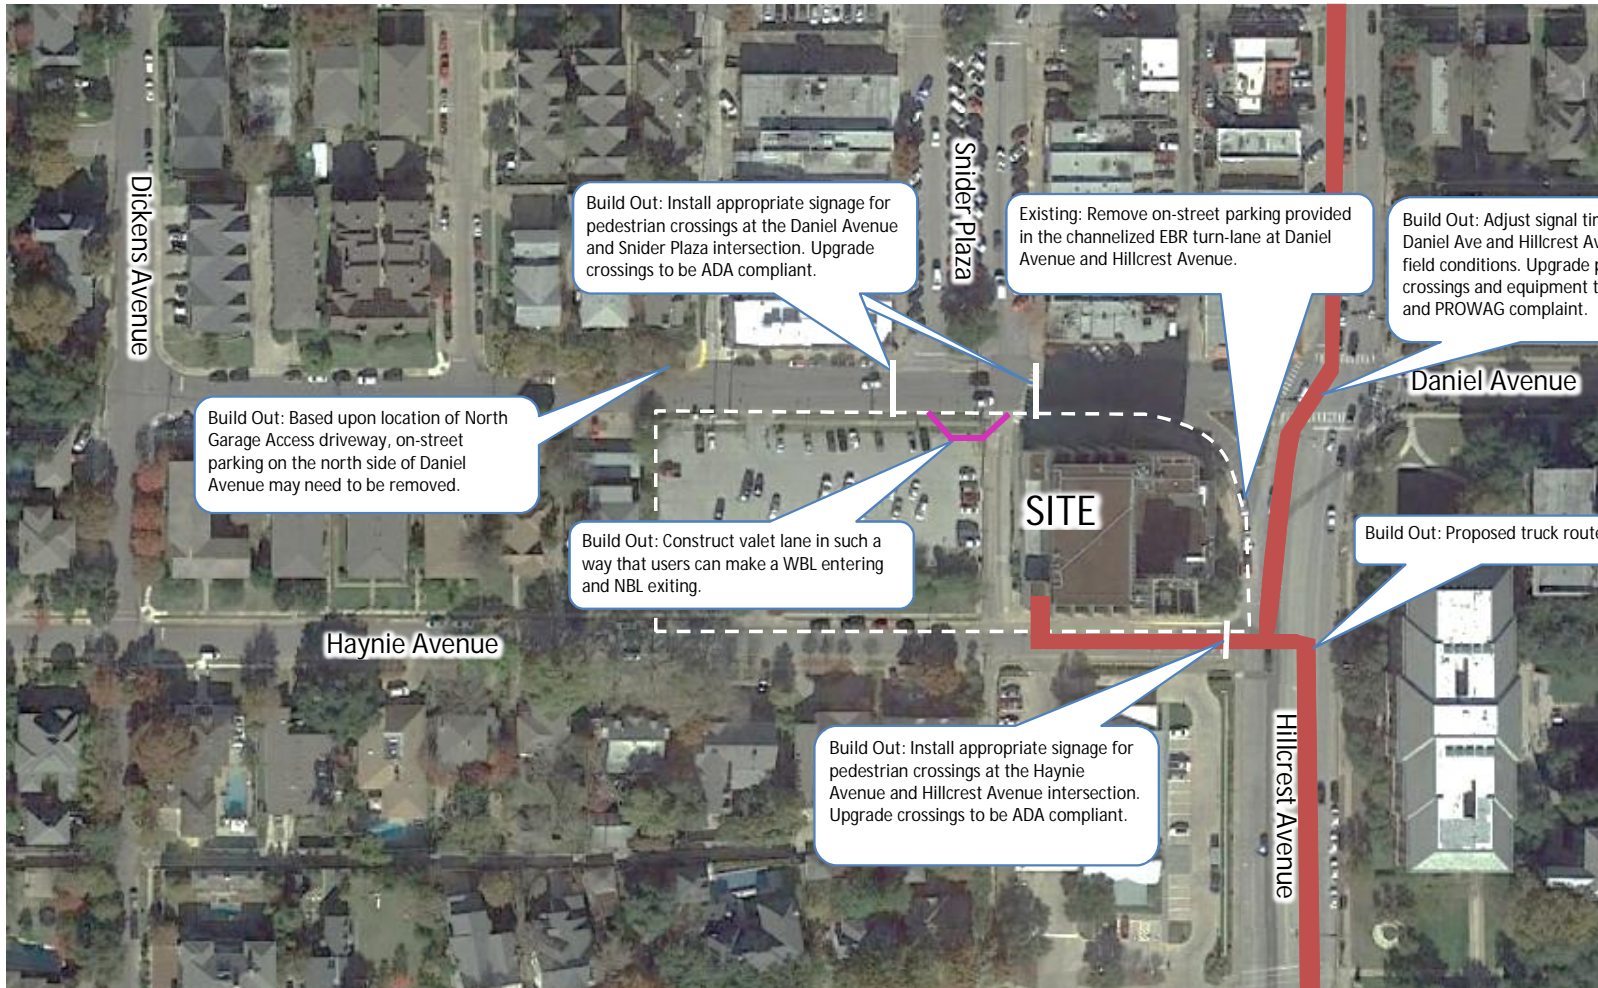 Snider Plaza
Dickens Avenue
Build Out: Install appropriate signage for
pedestrian crossings at the Daniel Avenue
and Snider Plaza intersection. Upgrade
crossings to be ADA compliant.
Existing: Remove on-street parking provided
in the channelized EBR turn-lane at Daniel
Avenue and Hillcrest Avenue.
Build Out: Adjust signal
Daniel Ave and Hillcrest
field conditions. Upgrade
crossings and equipment
and PROWAG complaint.
Daniel Avenue
Build Out: Based upon location of North
Garage Access driveway, on-street
parking on the north side of Daniel
Avenue may need to be removed.
SITE
Build Out: Construct valet lane in such a
way that users can make a WBL entering
and NBL exiting.
Build Out: Proposed truck route
Haynie Avenue
Build Out: Install appropriate signage for
pedestrian crossings at the Haynie
Avenue and Hillcrest Avenue intersection.
Upgrade crossings to be ADA compliant.
Hillcrest Avenue